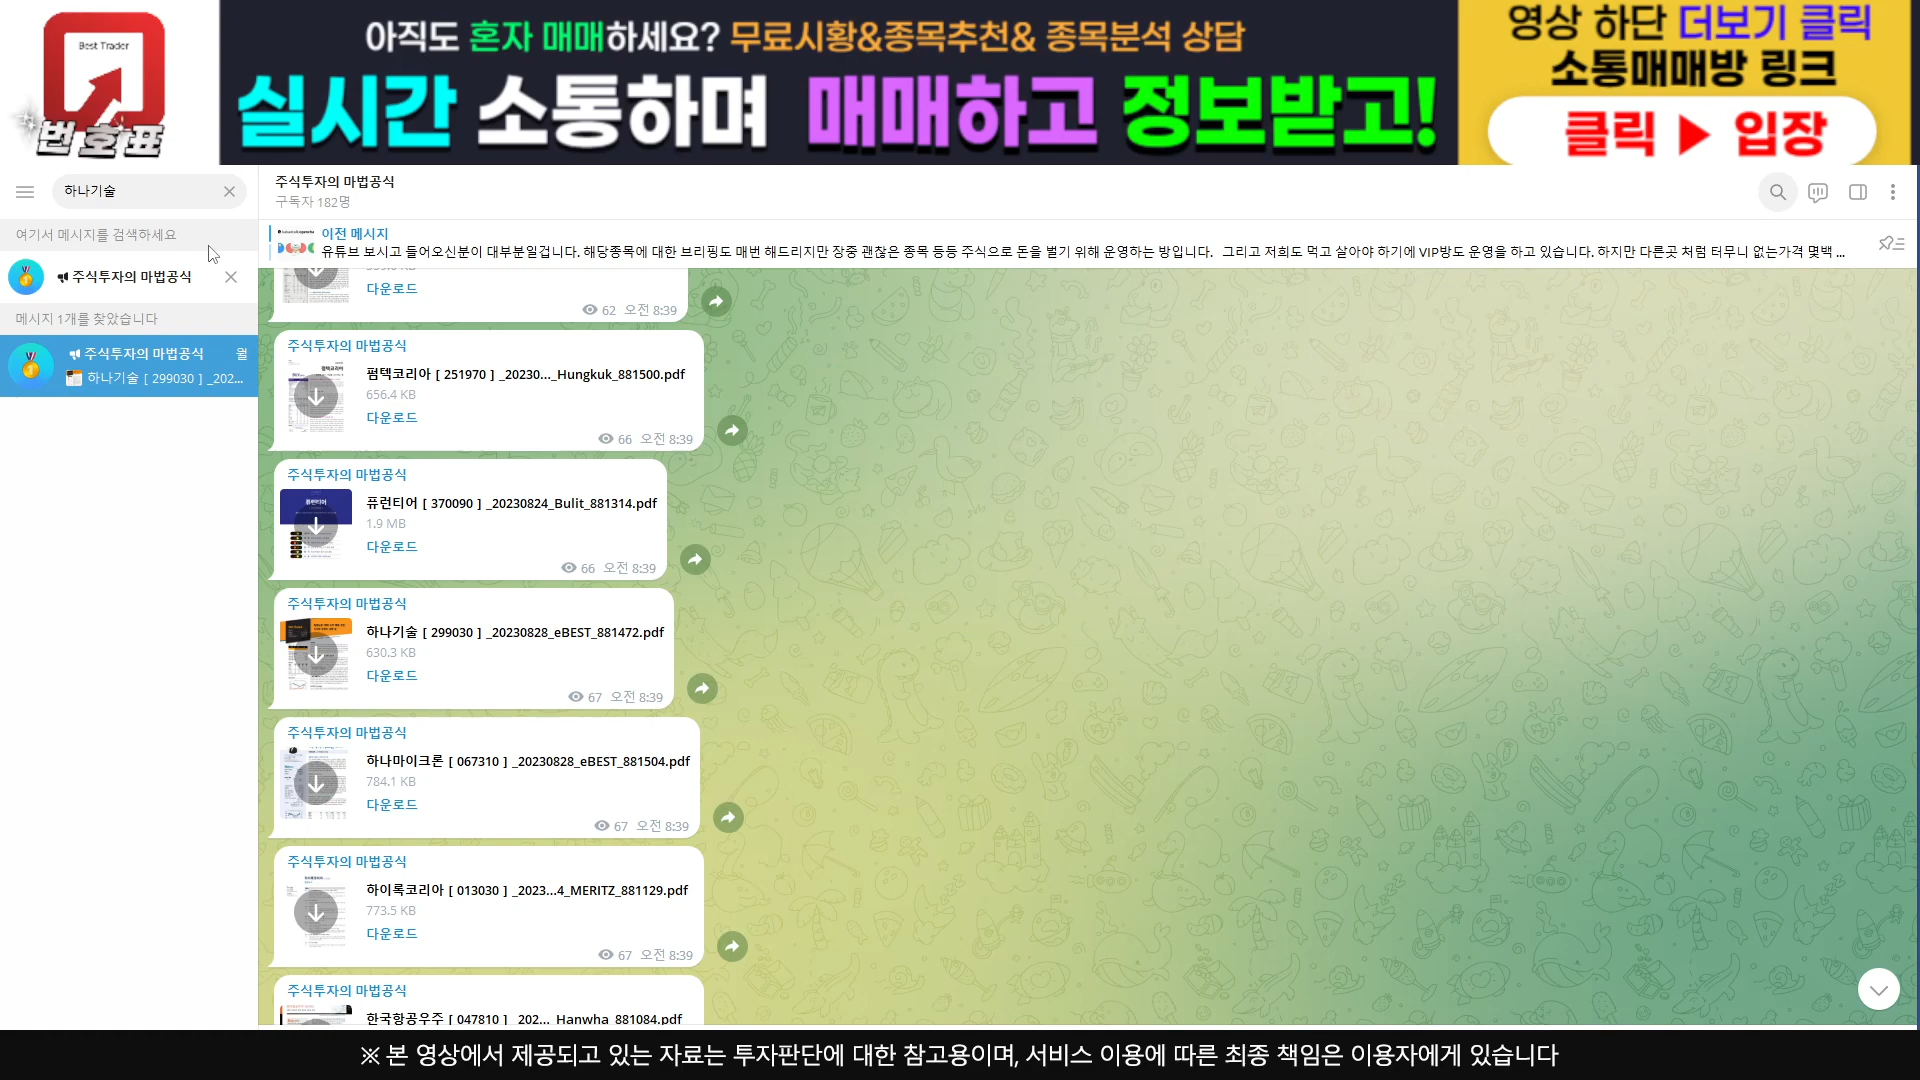 Best Trader
번호표
아직도 혼자 매매하세요? 무료시황&종목추천& 종목분석 상담
실시간 소통하며 매매하고 정보받고!
영상 하단 더보기 클릭
소통매매방 링크
클릭 ▶ 입장
하나기술
여기서 메시지를 검색하세요
주식투자의 마법공식
메시지 1개를 찾았습니다
주식투자의 마법공식 월
하나기술 [ 299030 ] _202...
주식투자의 마법공식
구독자 182명
이전 메시지
유튜브 보시고 들어오신분이 대부분일겁니다. 해당종목에 대한 브리핑도 매번 해드리지만 장중 괜찮은 종목 등등 주식으로 돈을 벌기 위해 운영하는 방입니다. 그리고 저희도 먹고 살아야 하기에 VIP방도 운영을 하고 있습니다. 하지만 다른곳 처럼 터무니 없는가격 몇백 ...
다운로드
62 오전 8:39
주식투자의 마법공식
펌텍코리아 [ 251970 ] _20230..._Hungkuk_881500.pdf
656.4 KB
다운로드
66 오전 8:39
주식투자의 마법공식
퓨런티어 [ 370090 ] _20230824_Bulit_881314.pdf
1.9 MB
다운로드
66 오전 8:39
주식투자의 마법공식
하나기술 [ 299030 ] _20230828_eBEST_881472.pdf
630.3 KB
다운로드
67 오전 8:39
주식투자의 마법공식
하나마이크론 [ 067310 ] _20230828_eBEST_881504.pdf
784.1 KB
다운로드
67 오전 8:39
주식투자의 마법공식
하이록코리아 [ 013030 ] _2023...4_MERITZ_881129.pdf
773.5 KB
다운로드
67 오전 8:39
주식투자의 마법공식
한국항공우주 [ 047810 ] _202..._Hanwha_881084.pdf
※ 본 영상에서 제공되고 있는 자료는 투자판단에 대한 참고용이며, 서비스 이용에 따른 최종 책임은 이용자에게 있습니다